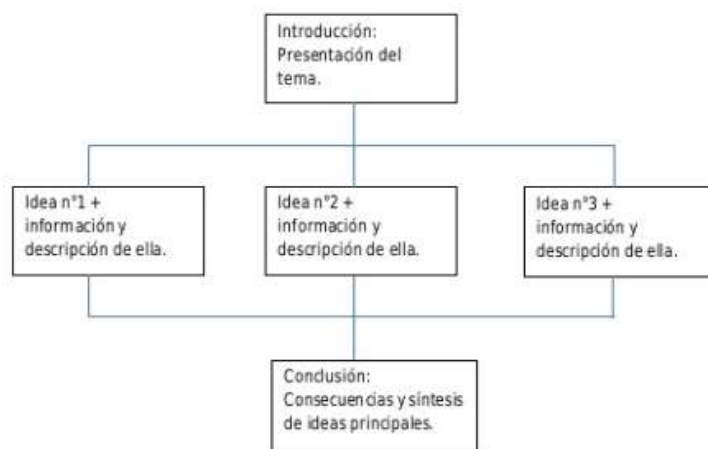 Introducción:
Presentación del
tema.
Idea n°1 +
información y
descripción de ella.
Idea n°2 +
información y
descripción de ella.
Idea n°3 +
información y
descripción de ella.
Conclusión:
Consecuencias y síntesis
de ideas principales.